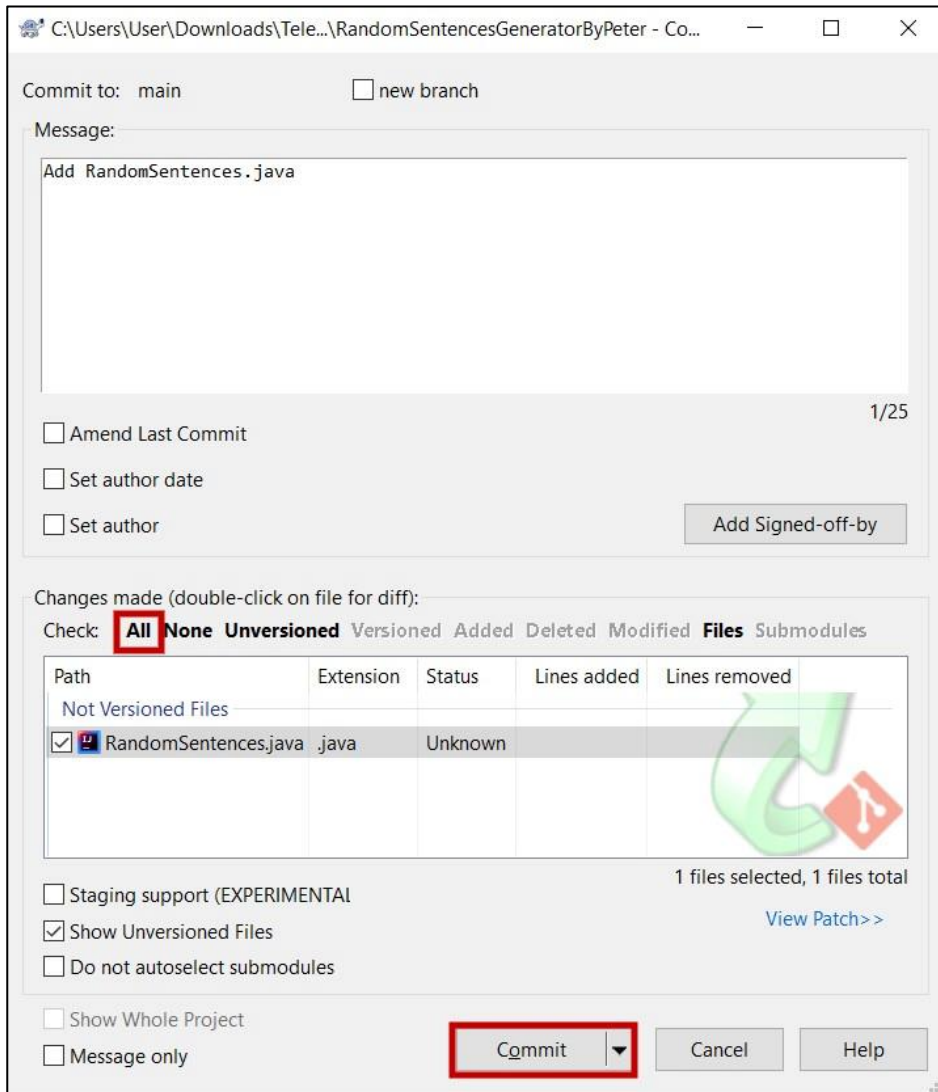 C:\Users\User\Downloads\Tele...\RandomSentencesGeneratorByPeter - Co...
Commit to: main new branch
Message:
Add RandomSentences.java
1/25
Amend Last Commit
Set author date
Set author Add Signed-off-by
Changes made (double-click on file for diff):
Check: All None Unversioned Versioned Added Deleted Modified Files Submodules
Path Extension Status Lines added Lines removed
Not Versioned Files
RandomSentences.java .java Unknown
1 files selected, 1 files total
Staging support (EXPERIMENTAL
View Patch>>
Show Unversioned Files
Do not autoselect submodules
Show Whole Project
Message only Commit Cancel Help